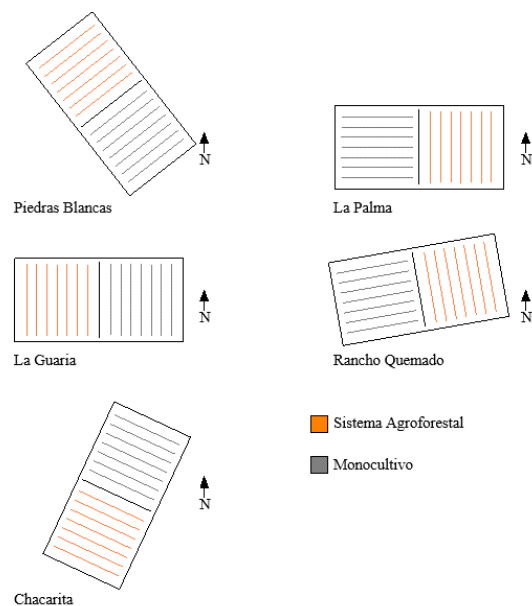 N
Piedras Blancas
N
La Palma
N
La Guaria
N
Rancho Quemado
Sistema Agroforestal
Monocultivo
N
Chacarita